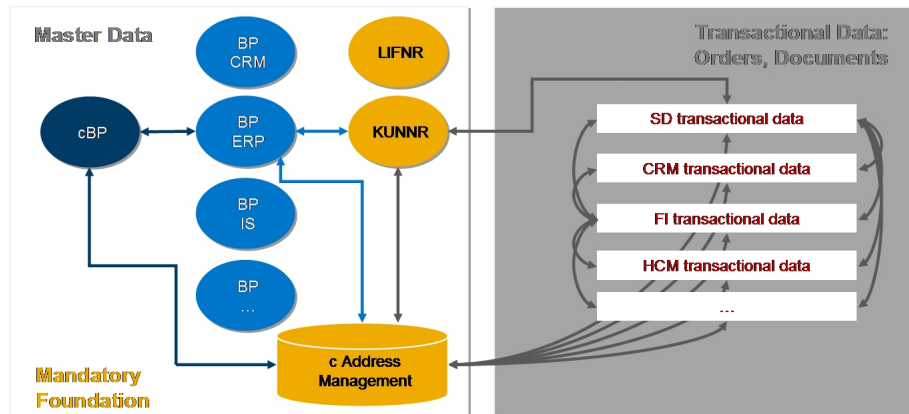 Master Data
BP
CRM
LIFNR
Transactional Data:
Orders, Documents
cBP
BP
ERP
KUNNR
SD transactional data
CRM transactional data
BP
IS
FI transactional data
HCM transactional data
BP
...
...
c Address
Management
Mandatory
Foundation